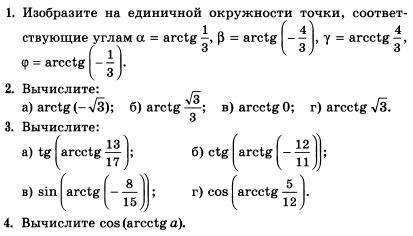 1. Изобразите на единичной окружности точки, соответ-
ствующие углам α = arctg 1/3, β = arctg(−4/3), γ = arcctg 4/3,
φ = arcctg(−1/3).
2. Вычислите:
а) arctg (−√3); б) arctg √3/3; в) arcctg 0; г) arcctg √3.
3. Вычислите:
а) tg(arcctg 13/17); б) ctg(arctg(−12/11));
в) sin(arctg(−8/15)); г) cos(arcctg 5/12).
4. Вычислите cos (arcctg a).